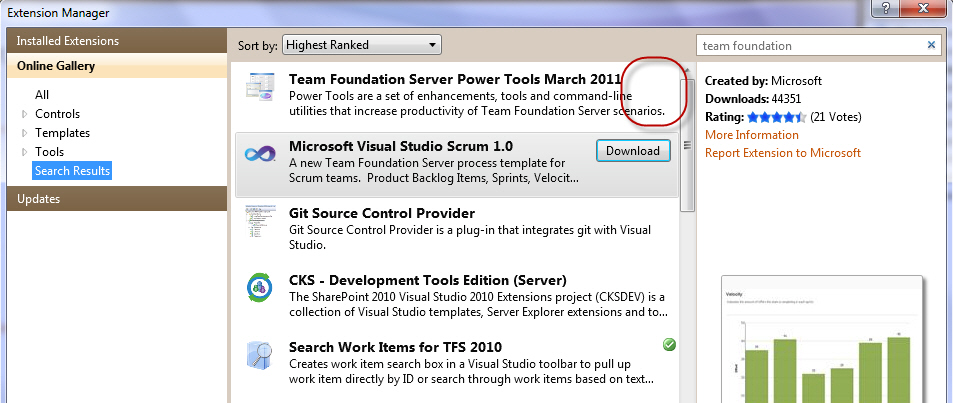 Extension Manager
Installed Extensions
Online Gallery
All
Controls
Templates
Tools
Search Results
Updates
Sort by: Highest Ranked
Team Foundation Server Power Tools March 2011
Power Tools are a set of enhancements, tools and command-line
utilities that increase productivity of Team Foundation Server scenarios.
Microsoft Visual Studio Scrum 1.0
Download
A new Team Foundation Server process template for
Scrum teams. Product Backlog Items, Sprints, Velocit...
Git Source Control Provider
Git Source Control Provider is a plug-in that integrates git with Visual
Studio.
CKS - Development Tools Edition (Server)
The SharePoint 2010 Visual Studio 2010 Extensions project (CKSDEV) is a
collection of Visual Studio templates, Server Explorer extensions and to...
Search Work Items for TFS 2010
Creates work item search box in a Visual Studio toolbar to pull up
work item directly by ID or search through work items based on text...
team foundation
Created by: Microsoft
Downloads: 44351
Rating: (21 Votes)
More Information
Report Extension to Microsoft
Velocity